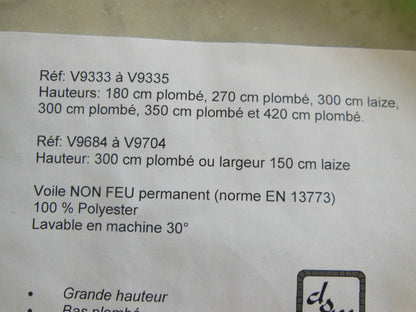 Réf: V9333 à V9335
Hauteurs: 180 cm plombé, 270 cm plombé, 300 cm laize,
300 cm plombé, 350 cm plombé et 420 cm plombé.
Réf: V9684 à V9704
Hauteur: 300 cm plombé ou largeur 150 cm laize
Voile NON FEU permanent (norme EN 13773)
100 % Polyester
Lavable en machine 30°
• Grande hauteur
• Bas plombé